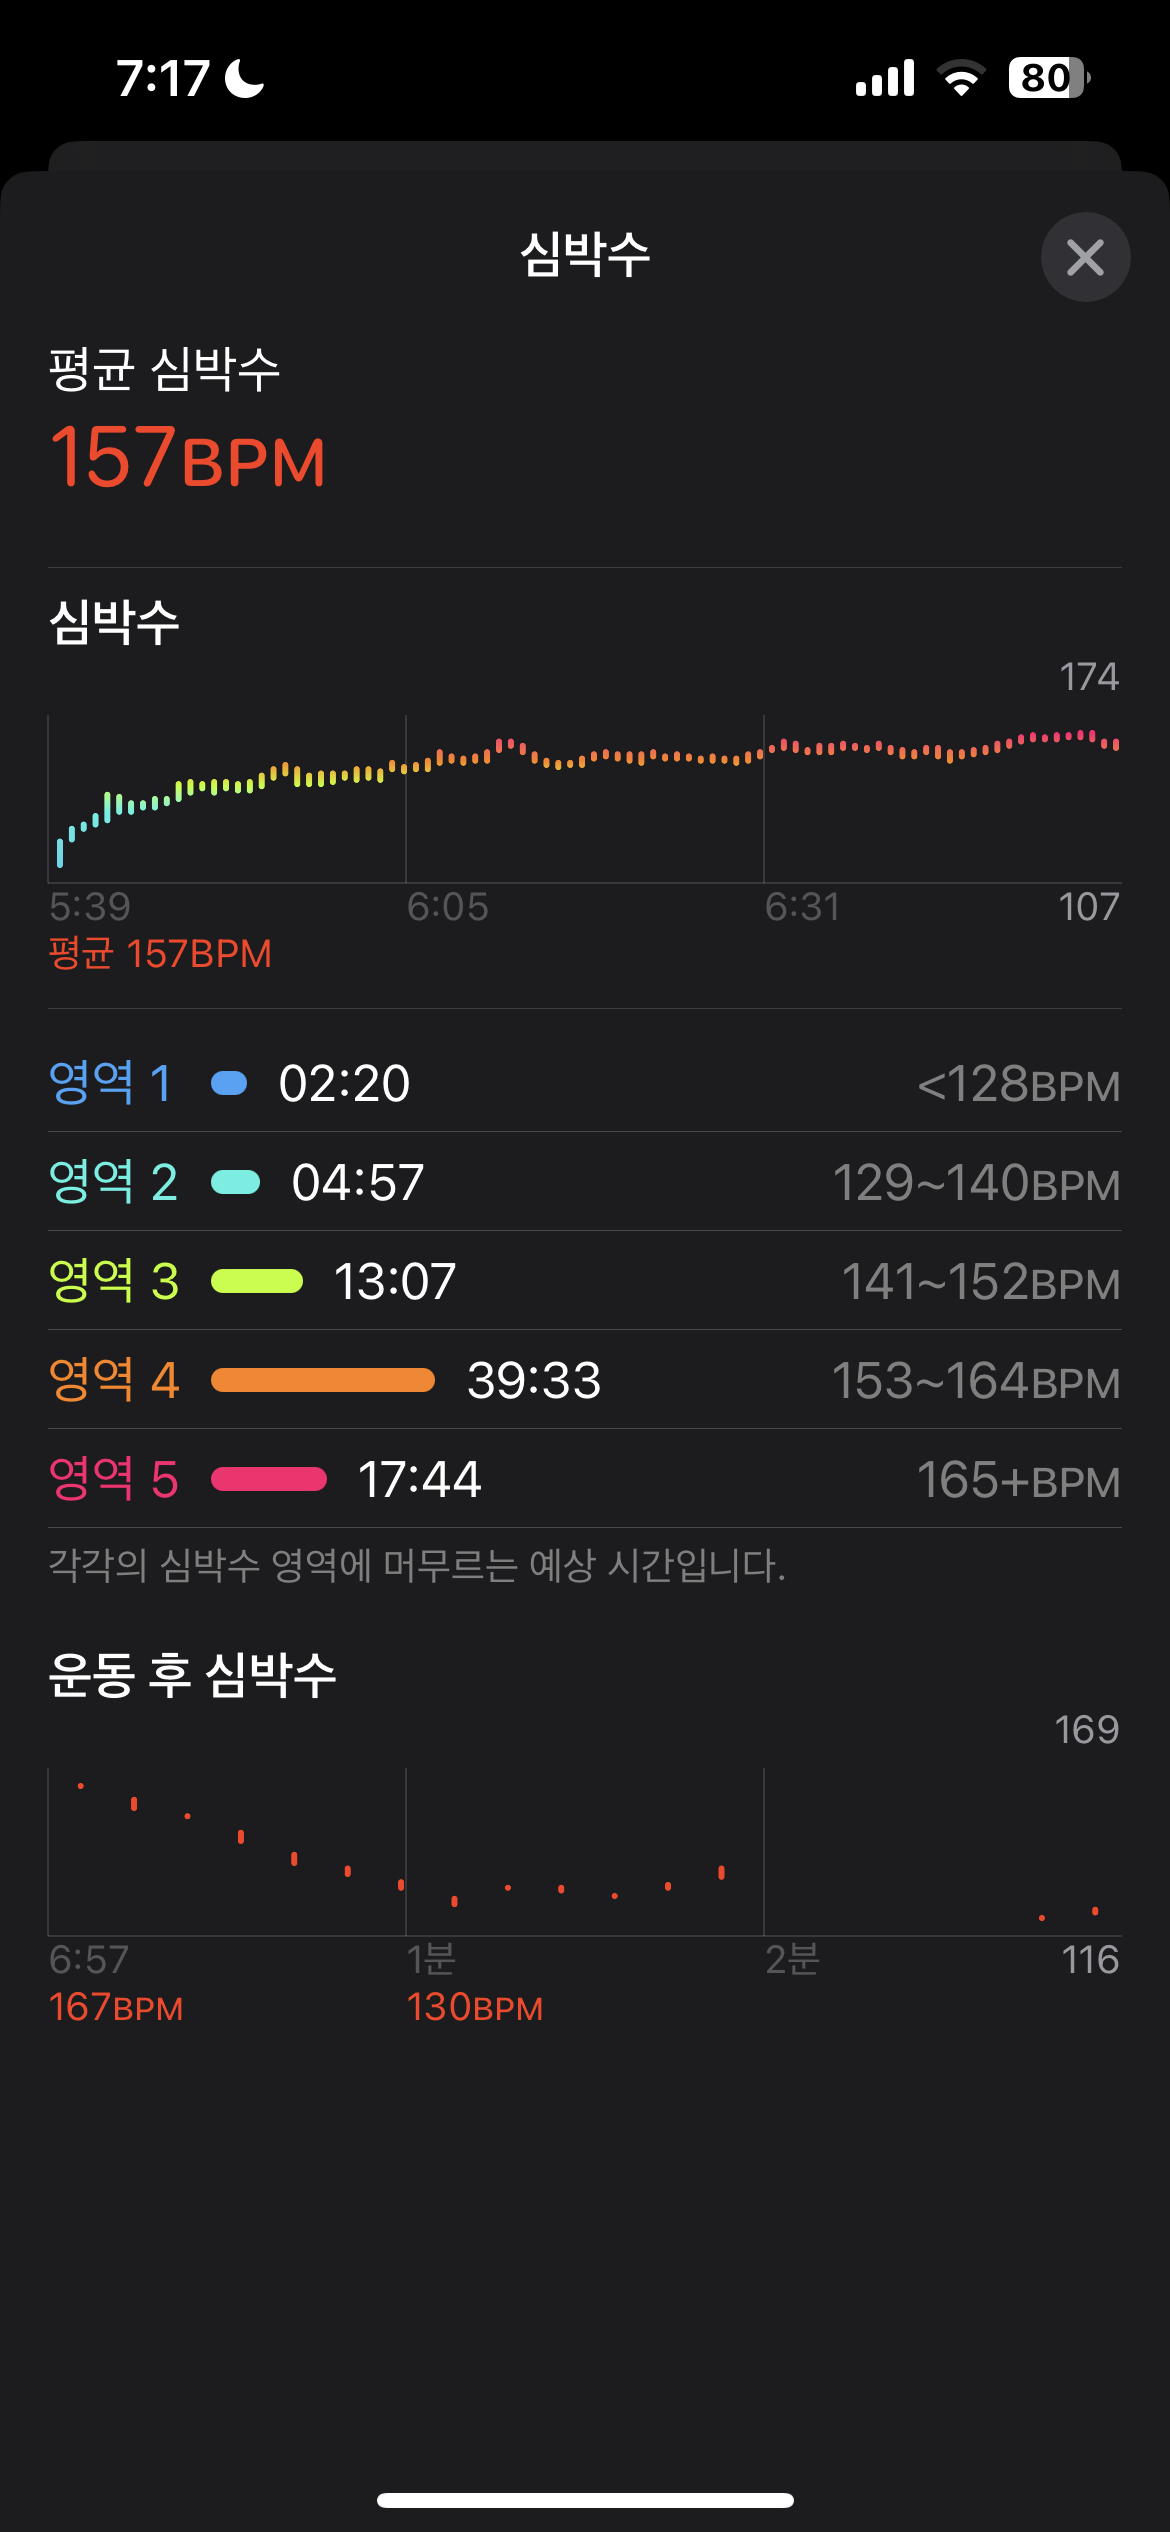 7:17
80
심박수
평균 심박수
157BPM
심박수
174
5:39 6:05 6:31 107
평균 157BPM
영역 1 02:20 <128BPM
영역 2 04:57 129~140BPM
영역 3 13:07 141~152BPM
영역 4 39:33 153~164BPM
영역 5 17:44 165+BPM
각각의 심박수 영역에 머무르는 예상 시간입니다.
운동 후 심박수
169
6:57 1분 2분 116
167BPM 130BPM